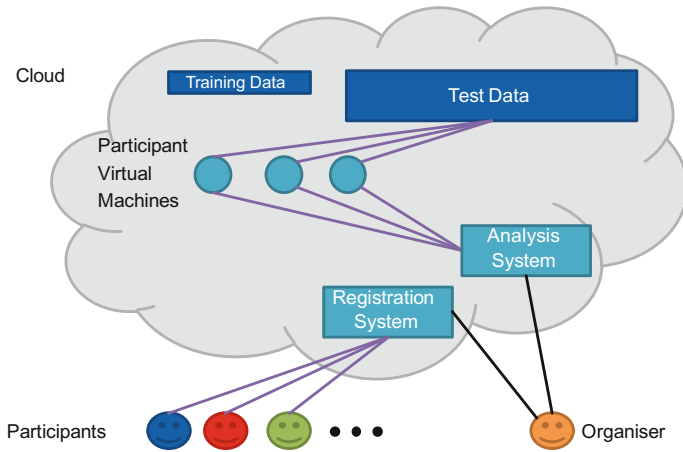 Cloud
Training Data
Test Data
Participant
Virtual
Machines
Analysis
System
Registration
System
Participants
Organiser